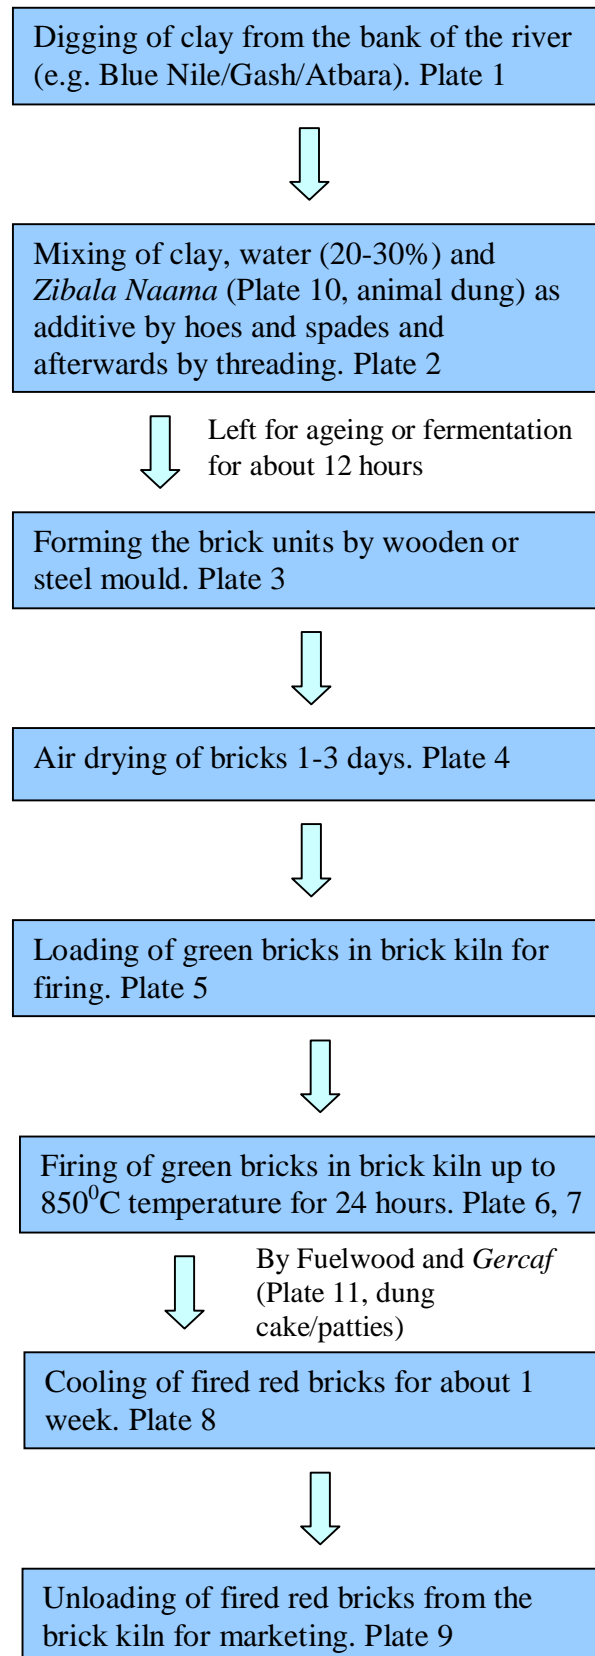 Digging of clay from the bank of the river
(e.g. Blue Nile/Gash/Atbara). Plate 1
Mixing of clay, water (20-30%) and
Zibala Naama (Plate 10, animal dung) as
additive by hoes and spades and
afterwards by threading. Plate 2
Left for ageing or fermentation
for about 12 hours
Forming the brick units by wooden or
steel mould. Plate 3
Air drying of bricks 1-3 days. Plate 4
Loading of green bricks in brick kiln for
firing. Plate 5
Firing of green bricks in brick kiln up to
850⁰C temperature for 24 hours. Plate 6, 7
By Fuelwood and Gercaf
(Plate 11, dung
cake/patties)
Cooling of fired red bricks for about 1
week. Plate 8
Unloading of fired red bricks from the
brick kiln for marketing. Plate 9